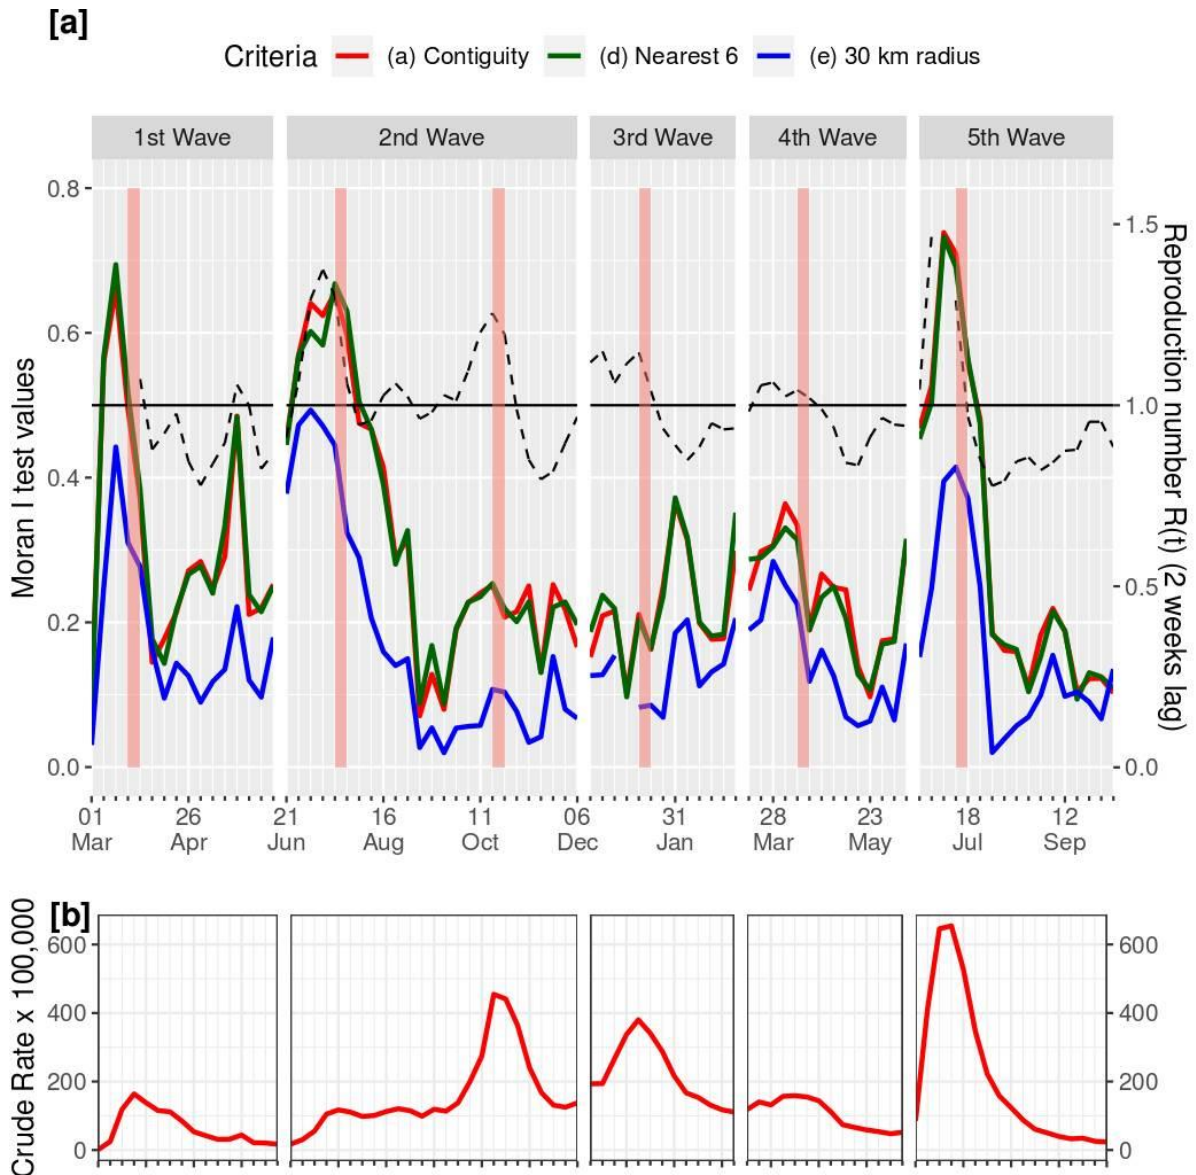 [a]
Criteria (a) Contiguity (d) Nearest 6 (e) 30 km radius
1st Wave 2nd Wave 3rd Wave 4th Wave 5th Wave
Moran I test values
0.8
0.6
0.4
0.2
0.0
Reproduction number R(t) (2 weeks lag)
1.5
1.0
0.5
0.0
01 26 21 16 11 06 31 28 23 18 12
Mar Apr Jun Aug Oct Dec Jan Mar May Jul Sep
[b]
Crude Rate x 100,000
600 600
400 400
200 200
0 0